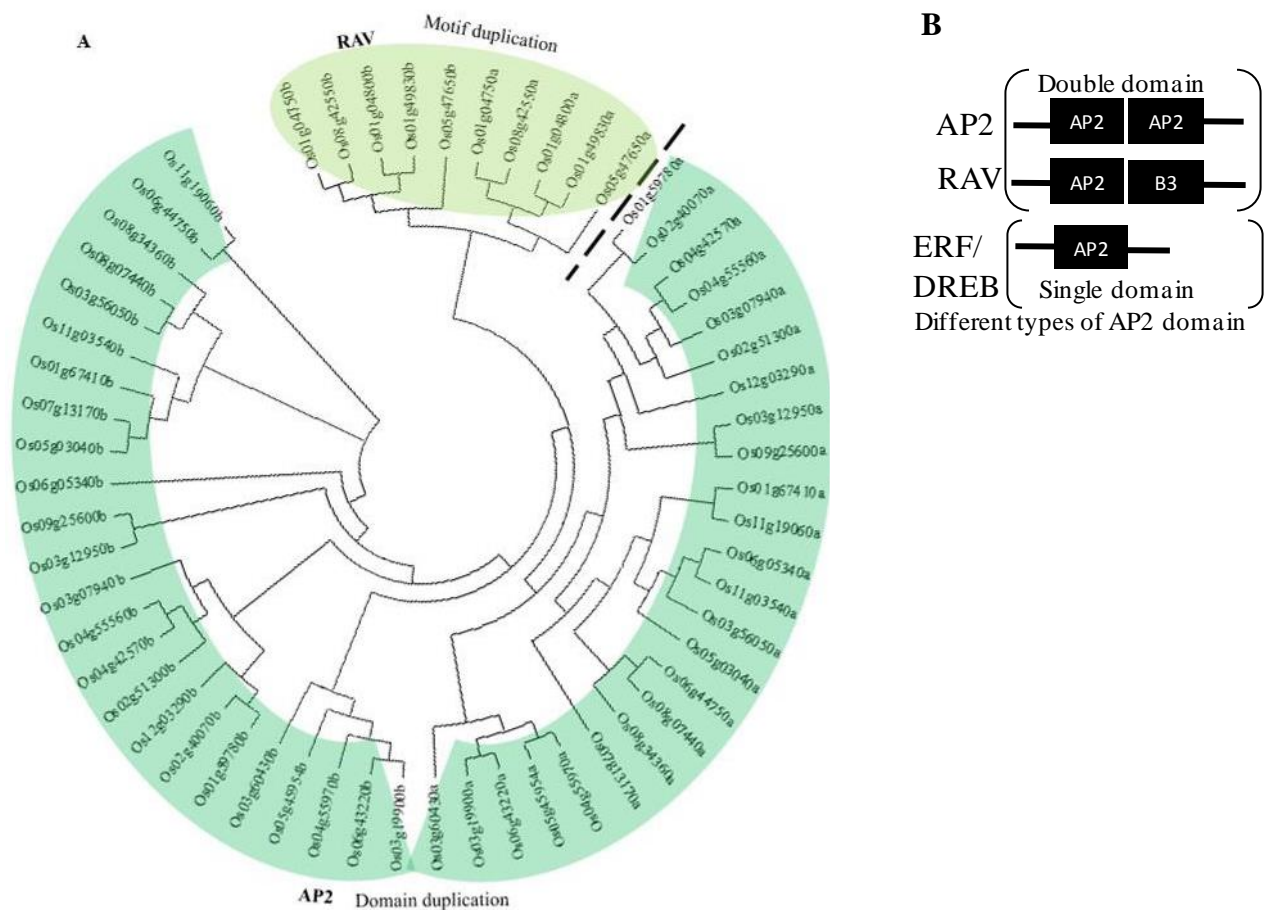 A
RAV
Motif duplication
Os01g04750b
Os08g42550b
Os01g04800b
Os01g49830b
Os05g47650b
Os01g04750a
Os08g42550a
Os01g04800a
Os01g49830a
Os05g47650a
Os01g59780a
Os02g40070a
Os04g42570a
Os04g55560a
Os03g07940a
Os02g51300a
Os12g03290a
Os03g12950a
Os09g25600a
Os01g67410a
Os11g19060a
Os06g05340a
Os11g03540a
Os03g56050a
Os05g03040a
Os06g44750a
Os08g07440a
Os08g34360a
Os07g13170a
Os04g55970a
Os05g45954a
Os06g43220a
Os03g19900a
Os03g60430a
Os03g19900b
Os06g43220b
Os04g55970b
Os05g45954b
Os03g60430b
Os01g59780b
Os02g40070b
Os12g03290b
Os02g51300b
Os04g42570b
Os04g55560b
Os03g07940b
Os03g12950b
Os09g25600b
Os06g05340b
Os05g03040b
Os07g13170b
Os01g67410b
Os11g03540b
Os03g56050b
Os08g07440b
Os08g34360b
Os06g44750b
Os11g19060b
AP2 Domain duplication
B
Double domain
AP2 AP2 AP2
RAV AP2 B3
ERF/ AP2
DREB Single domain
Different types of AP2 domain